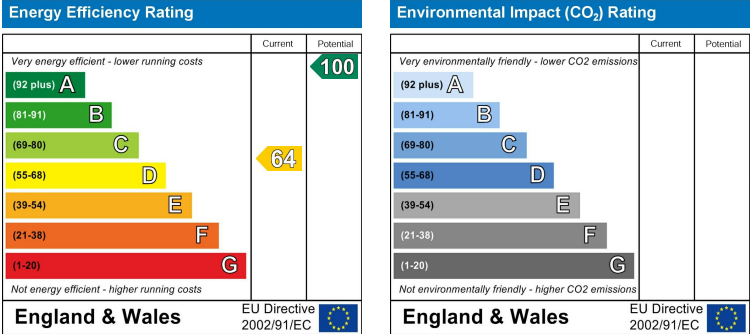 Energy Efficiency Rating
Current Potential
Very energy efficient - lower running costs
100
(92 plus) A
(81-91) B
(69-80) C
64
(55-68) D
(39-54) E
(21-38) F
(1-20) G
Not energy efficient - higher running costs
England & Wales
EU Directive
2002/91/EC
Environmental Impact (CO₂) Rating
Current Potential
Very environmentally friendly - lower CO2 emissions
(92 plus) A
(81-91) B
(69-80) C
(55-68) D
(39-54) E
(21-38) F
(1-20) G
Not environmentally friendly - higher CO2 emissions
England & Wales
EU Directive
2002/91/EC